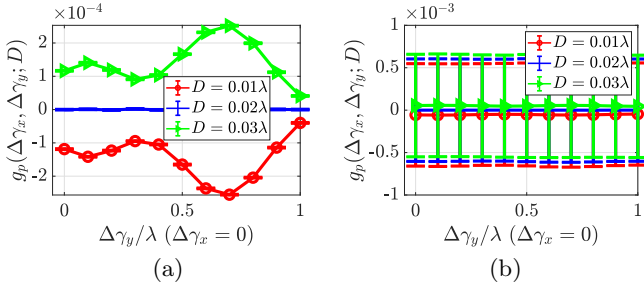 ×10⁻⁴
g_p(Δγ_x, Δγ_y; D)
2
1
0
-1
-2
D = 0.01λ
D = 0.02λ
D = 0.03λ
0
0.5
1
Δγ_y/λ (Δγ_x = 0)
(a)
×10⁻³
g_p(Δγ_x, Δγ_y; D)
1
0.5
0
-0.5
-1
D = 0.01λ
D = 0.02λ
D = 0.03λ
0
0.5
1
Δγ_y/λ (Δγ_x = 0)
(b)